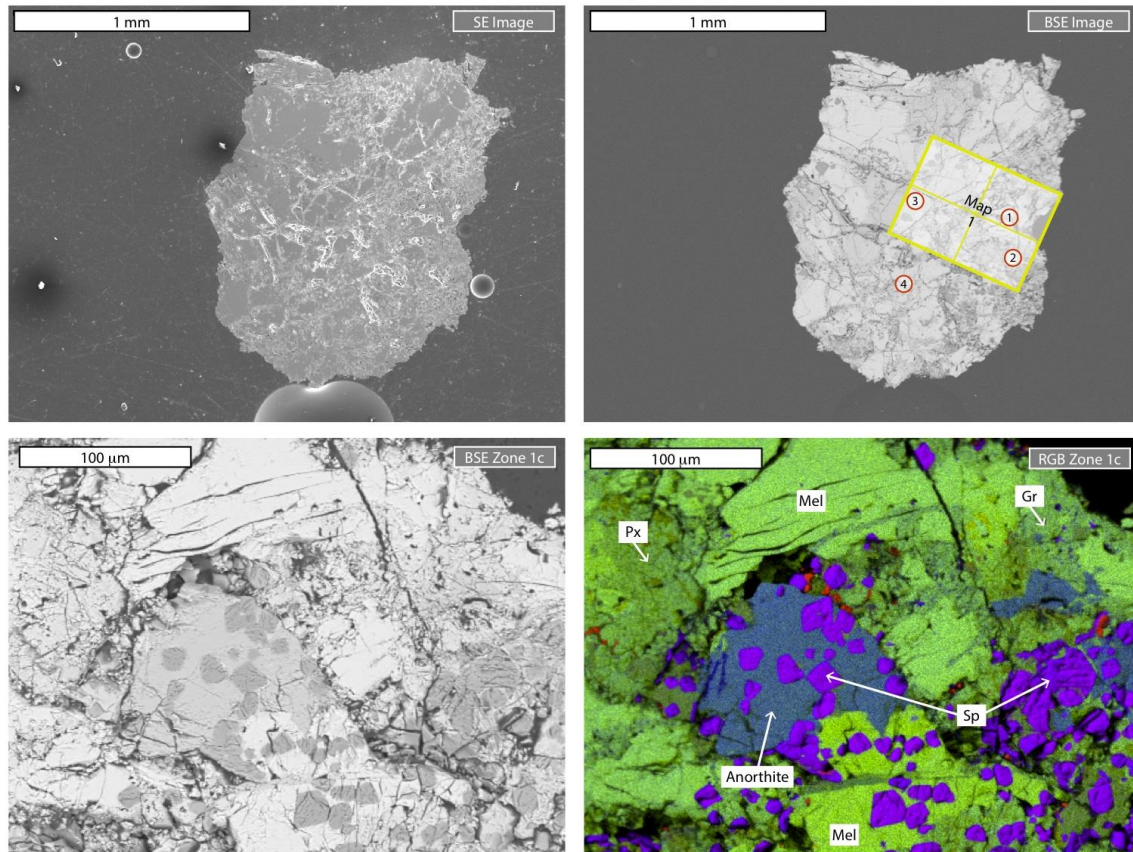 1 mm
SE Image
1 mm
BSE Image
3
Map
1
1
2
4
100 μm
BSE Zone 1c
100 μm
RGB Zone 1c
Mel
Gr
Px
Sp
Anorthite
Mel